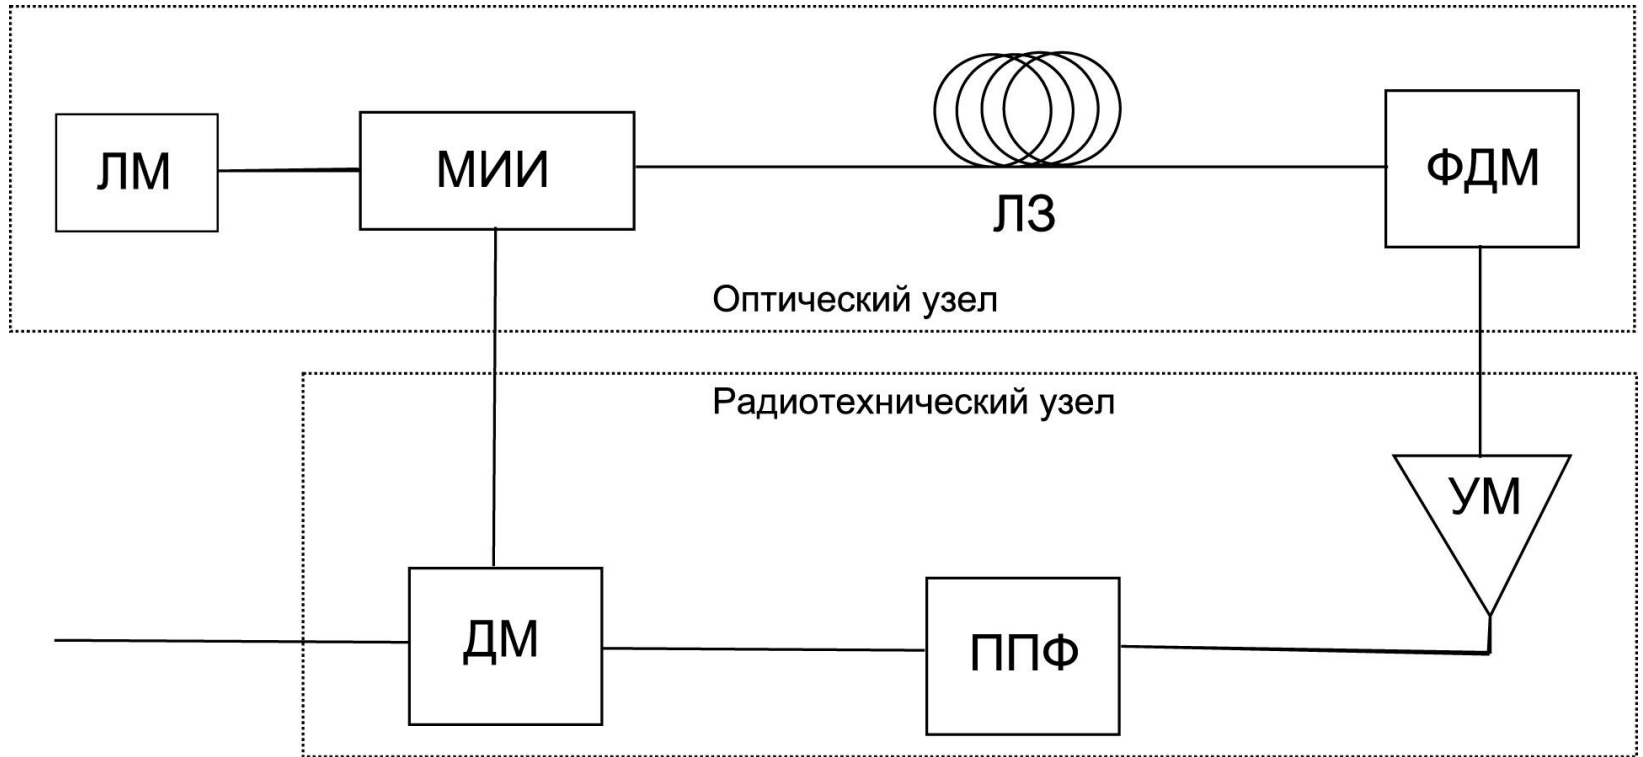 ЛМ
МИИ
ЛЗ
ФДМ
Оптический узел
Радиотехнический узел
УМ
ДМ
ППФ